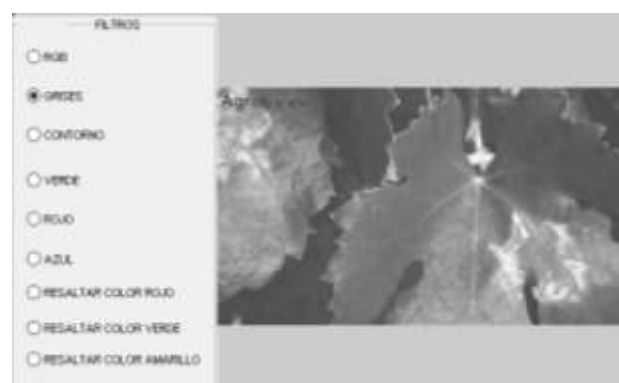 FILTROS
RGB
GRISES
CONTORNO
VERDE
ROJO
AZUL
RESALTAR COLOR ROJO
RESALTAR COLOR VERDE
RESALTAR COLOR AMARILLO